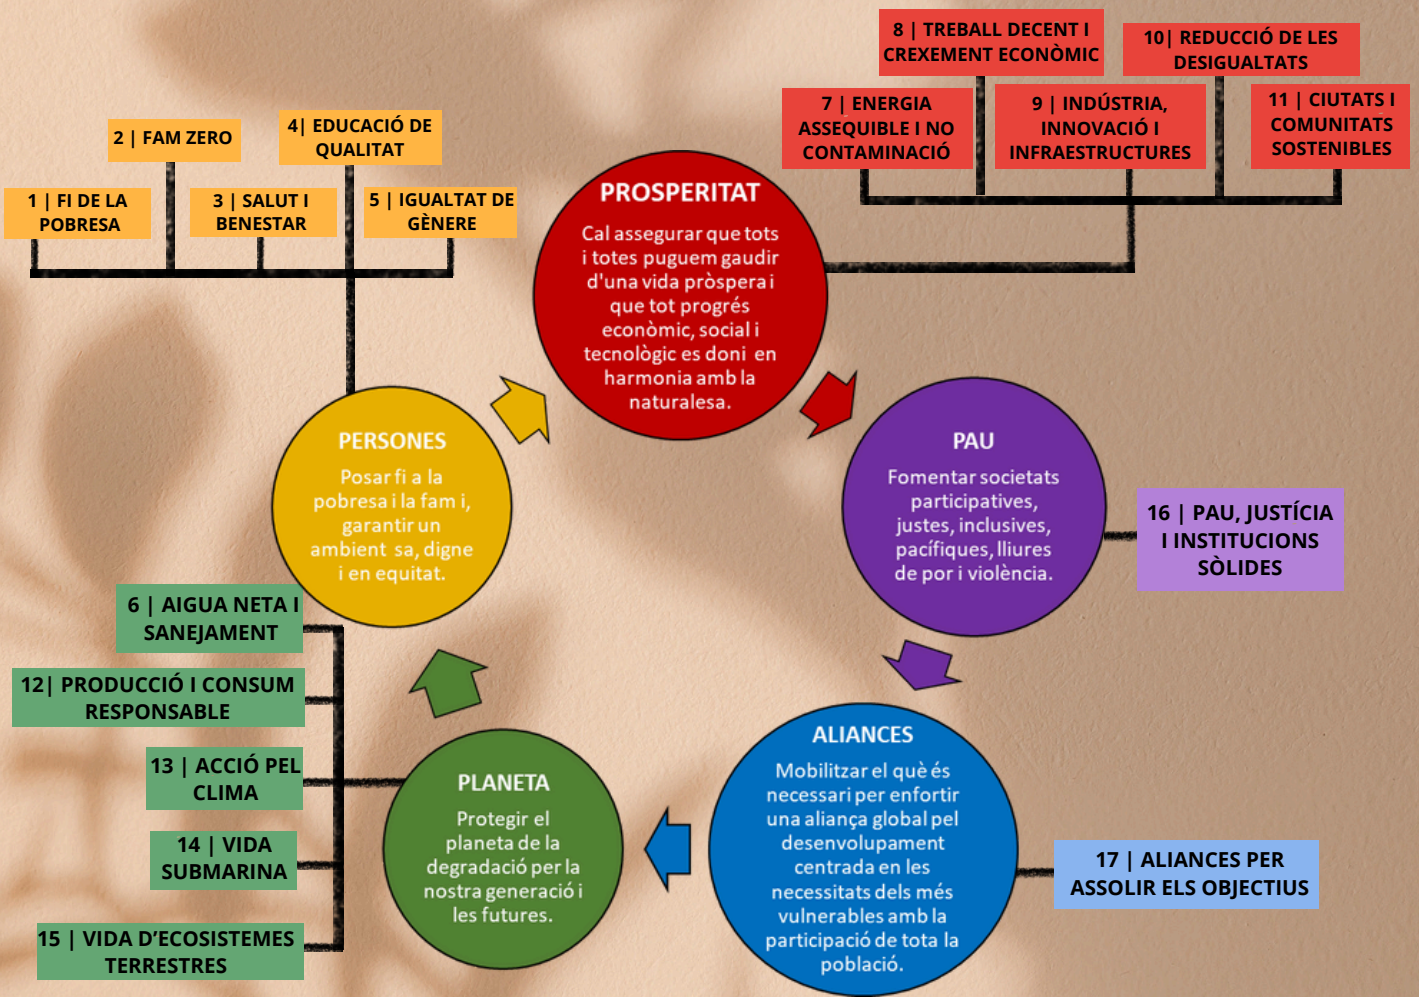 8 | TREBALL DECENT I
CREXEMENT ECONÒMIC
10| REDUCCIÓ DE LES
DESIGUALTATS
7 | ENERGIA
ASSEQUIBLE I NO
CONTAMINACIÓ
9 | INDÚSTRIA,
INNOVACIÓ I
INFRAESTRUCTURES
11 | CIUTATS I
COMUNITATS
SOSTENIBLES
2 | FAM ZERO
4| EDUCACIÓ DE
QUALITAT
1 | FI DE LA
POBRESA
3 | SALUT I
BENESTAR
5 | IGUALTAT DE
GÈNERE
PROSPERITAT
Cal assegurar que tots
i totes puguem gaudir
d'una vida pròspera i
que tot progrés
econòmic, social i
tecnològic es doni en
harmonia amb la
naturalesa.
PERSONES
Posar fi a la
pobresa i la fam i,
garantir un
ambient sa, digne
i en equitat.
PAU
Fomentar societats
participatives,
justes, inclusives,
pacífiques, lliures
de por i violència.
16 | PAU, JUSTÍCIA
I INSTITUCIONS
SÒLIDES
6 | AIGUA NETA I
SANEJAMENT
12| PRODUCCIÓ I CONSUM
RESPONSABLE
13 | ACCIÓ PEL
CLIMA
14 | VIDA
SUBMARINA
15 | VIDA D'ECOSISTEMES
TERRESTRES
PLANETA
Protegir el
planeta de la
degradació per la
nostra generació i
les futures.
ALIANCES
Mobilitzar el què és
necessari per enfortir
una aliança global pel
desenvolupament
centrada en les
necessitats dels més
vulnerables amb la
participació de tota la
població.
17 | ALIANCES PER
ASSOLIR ELS OBJECTIUS